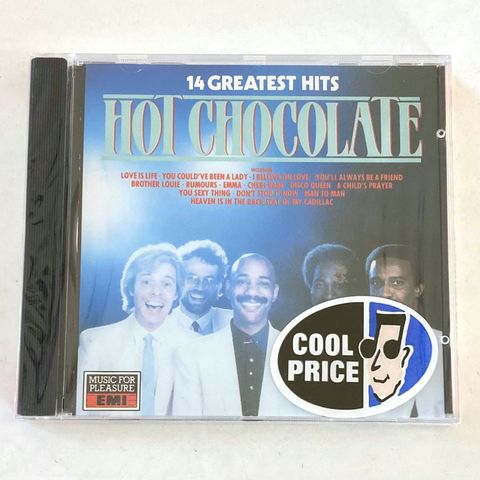 14 GREATEST HITS
HOT CHOCOLATE
INCLUDING
LOVE IS LIFE · YOU COULD'VE BEEN A LADY · I BELIEVE IN LOVE · YOU'LL ALWAYS BE A FRIEND
BROTHER LOUIE · RUMOURS · EMMA · CHERI BABE · DISCO QUEEN · A CHILD'S PRAYER
YOU SEXY THING · DON'T STOP IT NOW · MAN TO MAN
HEAVEN IS IN THE BACK SEAT OF MY CADILLAC
COOL
PRICE
MUSIC FOR
PLEASURE
EMI